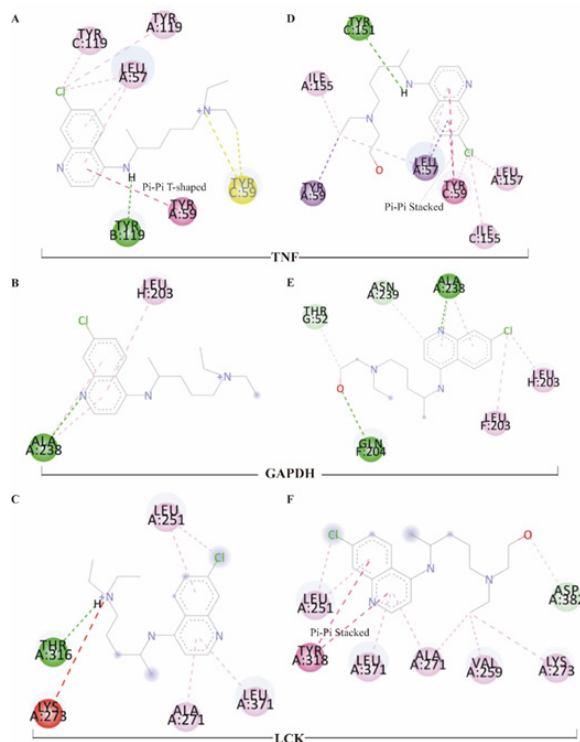 A
TYR
C:119
TYR
A:119
LEU
A:57
Cl
N+
N
N
H
Pi-Pi T-shaped
TYR
A:59
TYR
C:59
TYR
B:119
D
TYR
C:151
N
H
N
ILE
A:155
N
O
Cl
LEU
A:57
LEU
A:157
TYR
A:59
TYR
C:59
Pi-Pi Stacked
ILE
C:155
TNF
B
LEU
H:203
Cl
N
N
N+
ALA
A:238
E
ASN
A:239
ALA
A:238
THR
G:52
N
Cl
N
N
O
LEU
H:203
LEU
F:203
GLN
F:204
GAPDH
C
LEU
A:251
Cl
N+
H
N
N
THR
A:316
LYS
A:273
ALA
A:271
LEU
A:371
F
Cl
O
N
N
N
LEU
A:251
ASP
A:382
Pi-Pi Stacked
TYR
A:318
LEU
A:371
ALA
A:271
VAL
A:259
LYS
A:273
LCK